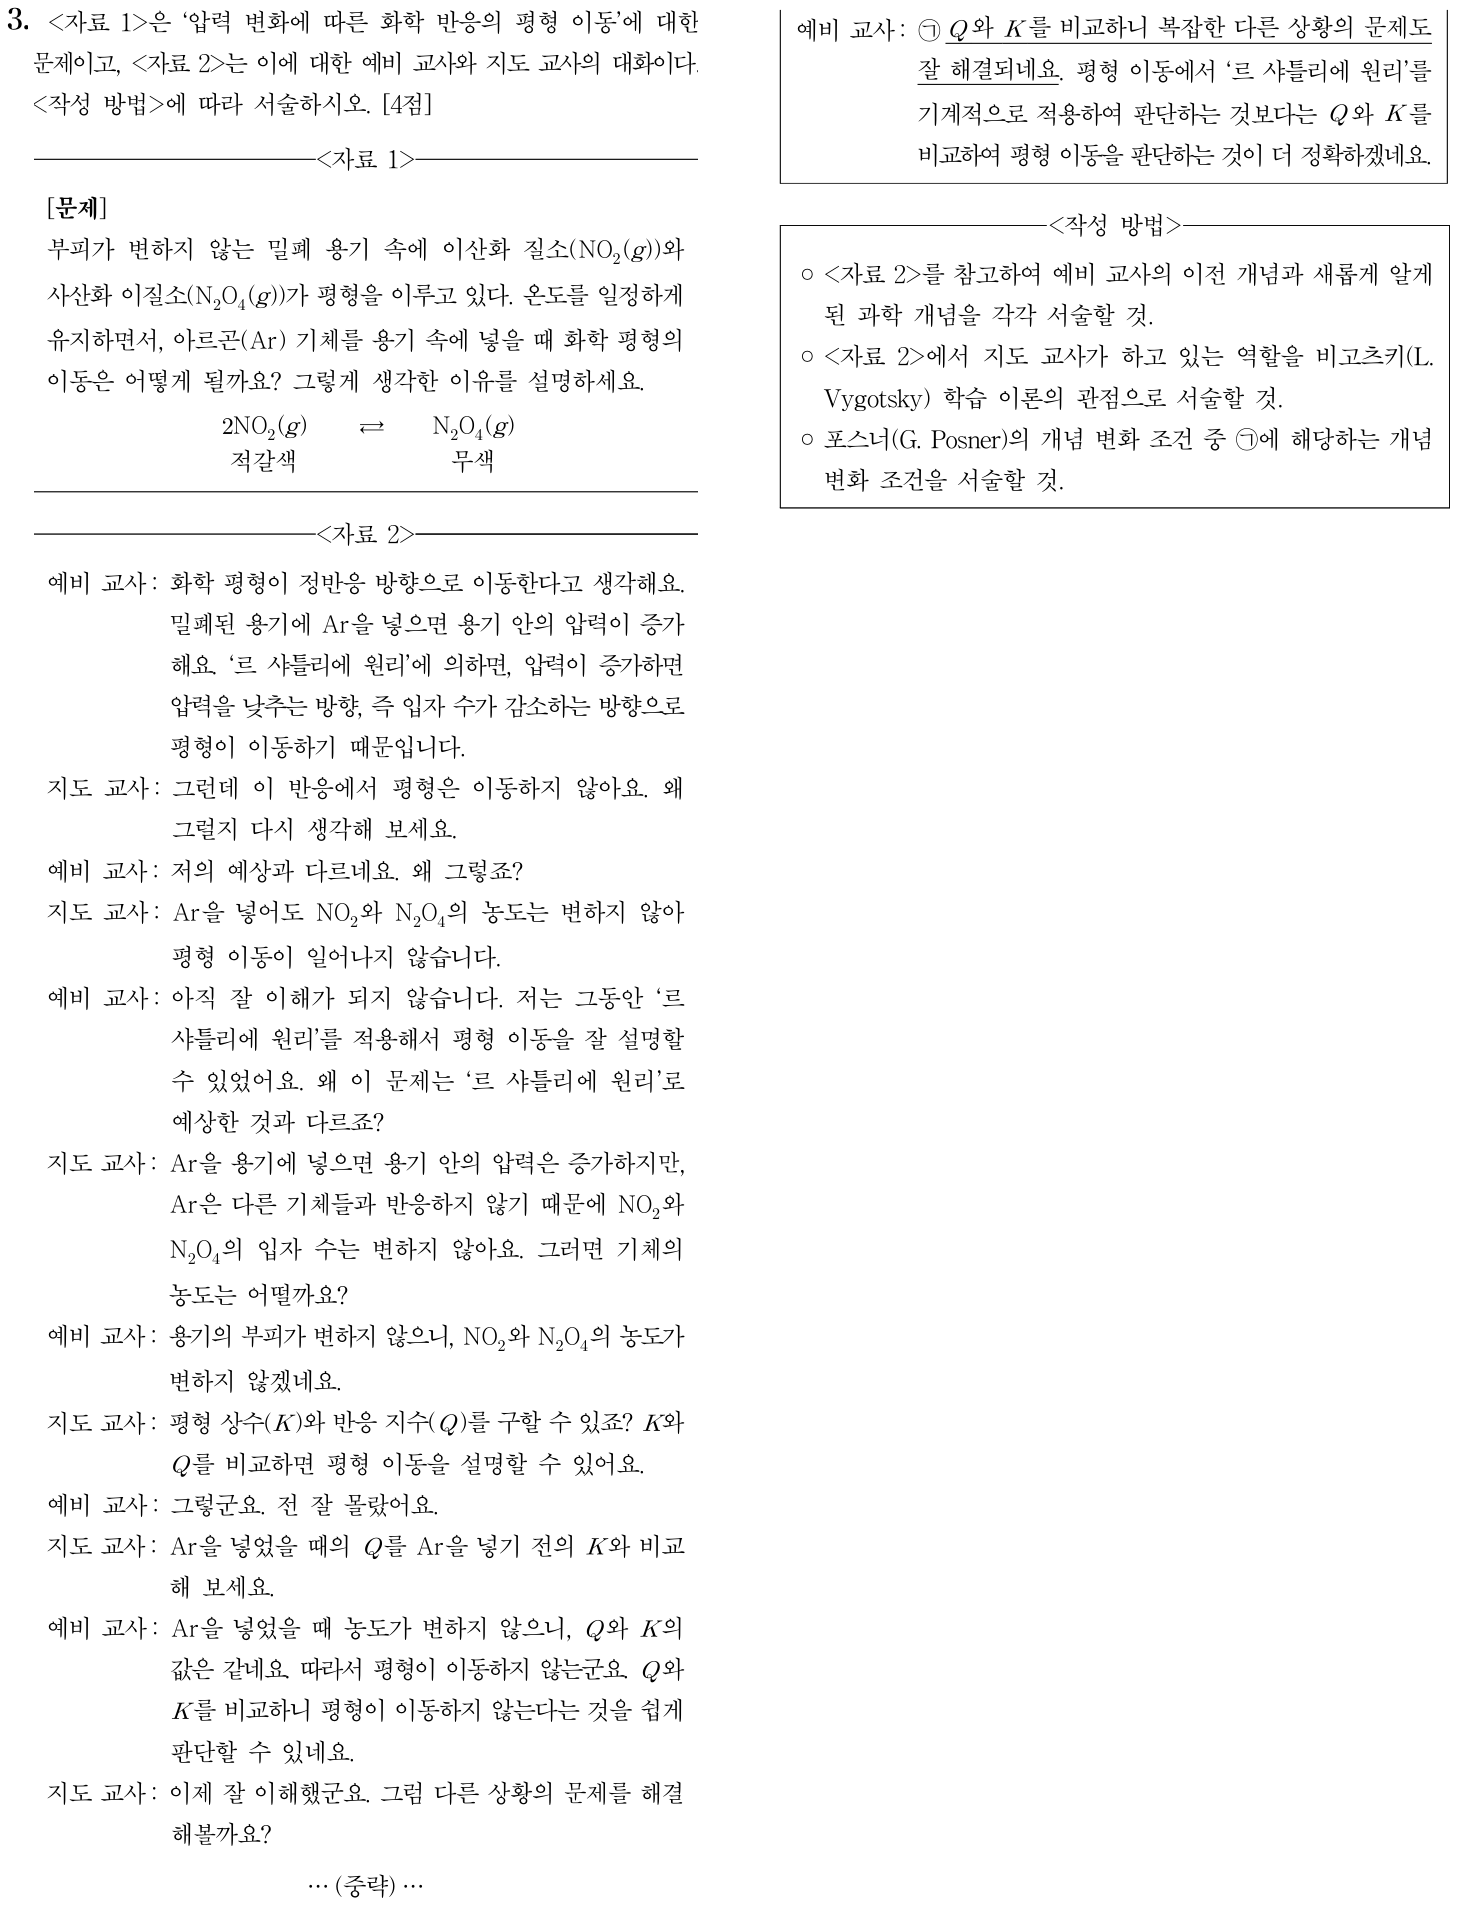 3. <자료 1>은 ‘압력 변화에 따른 화학 반응의 평형 이동’에 대한
문제이고, <자료 2>는 이에 대한 예비 교사와 지도 교사의 대화이다.
<작성 방법>에 따라 서술하시오. [4점]
<자료 1>
[문제]
부피가 변하지 않는 밀폐 용기 속에 이산화 질소(NO₂(g))와
사산화 이질소(N₂O₄(g))가 평형을 이루고 있다. 온도를 일정하게
유지하면서, 아르곤(Ar) 기체를 용기 속에 넣을 때 화학 평형의
이동은 어떻게 될까요? 그렇게 생각한 이유를 설명하세요.
2NO₂(g) ⇄ N₂O₄(g)
적갈색 무색
<자료 2>
예비 교사: 화학 평형이 정반응 방향으로 이동한다고 생각해요.
밀폐된 용기에 Ar을 넣으면 용기 안의 압력이 증가
해요. ‘르 샤틀리에 원리’에 의하면, 압력이 증가하면
압력을 낮추는 방향, 즉 입자 수가 감소하는 방향으로
평형이 이동하기 때문입니다.
지도 교사: 그런데 이 반응에서 평형은 이동하지 않아요. 왜
그럴지 다시 생각해 보세요.
예비 교사: 저의 예상과 다르네요. 왜 그렇죠?
지도 교사: Ar을 넣어도 NO₂와 N₂O₄의 농도는 변하지 않아
평형 이동이 일어나지 않습니다.
예비 교사: 아직 잘 이해가 되지 않습니다. 저는 그동안 ‘르
샤틀리에 원리’를 적용해서 평형 이동을 잘 설명할
수 있었어요. 왜 이 문제는 ‘르 샤틀리에 원리’로
예상한 것과 다르죠?
지도 교사: Ar을 용기에 넣으면 용기 안의 압력은 증가하지만,
Ar은 다른 기체들과 반응하지 않기 때문에 NO₂와
N₂O₄의 입자 수는 변하지 않아요. 그러면 기체의
농도는 어떨까요?
예비 교사: 용기의 부피가 변하지 않으니, NO₂와 N₂O₄의 농도가
변하지 않겠네요.
지도 교사: 평형 상수(K)와 반응 지수(Q)를 구할 수 있죠? K와
Q를 비교하면 평형 이동을 설명할 수 있어요.
예비 교사: 그렇군요. 전 잘 몰랐어요.
지도 교사: Ar을 넣었을 때의 Q를 Ar을 넣기 전의 K와 비교
해 보세요.
예비 교사: Ar을 넣었을 때 농도가 변하지 않으니, Q와 K의
값은 같네요. 따라서 평형이 이동하지 않는군요. Q와
K를 비교하니 평형이 이동하지 않는다는 것을 쉽게
판단할 수 있네요.
지도 교사: 이제 잘 이해했군요. 그럼 다른 상황의 문제를 해결
해볼까요?
… (중략) …
예비 교사: ㉠ Q와 K를 비교하니 복잡한 다른 상황의 문제도
잘 해결되네요. 평형 이동에서 ‘르 샤틀리에 원리’를
기계적으로 적용하여 판단하는 것보다는 Q와 K를
비교하여 평형 이동을 판단하는 것이 더 정확하겠네요.
<작성 방법>
○ <자료 2>를 참고하여 예비 교사의 이전 개념과 새롭게 알게
된 과학 개념을 각각 서술할 것.
○ <자료 2>에서 지도 교사가 하고 있는 역할을 비고츠키(L.
Vygotsky) 학습 이론의 관점으로 서술할 것.
○ 포스너(G. Posner)의 개념 변화 조건 중 ㉠에 해당하는 개념
변화 조건을 서술할 것.